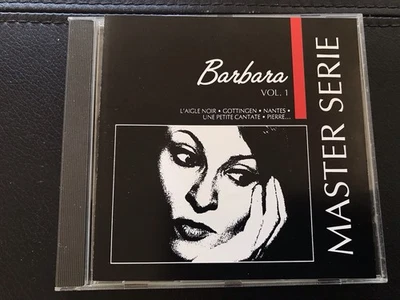 Barbara
VOL. 1
L'AIGLE NOIR • GOTTINGEN • NANTES •
UNE PETITE CANTATE • PIERRE...
MASTER SERIE